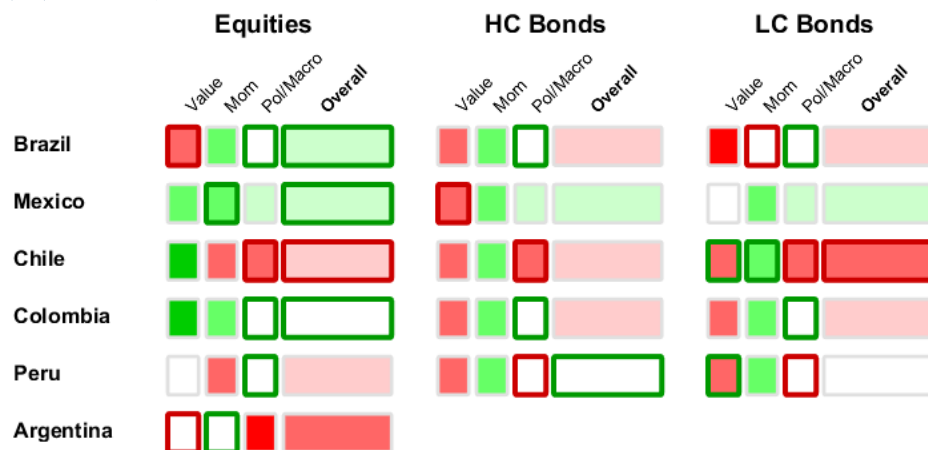 Equities HC Bonds LC Bonds
Value Mom Pol/Macro Overall Value Mom Pol/Macro Overall Value Mom Pol/Macro Overall
Brazil
Mexico
Chile
Colombia
Peru
Argentina